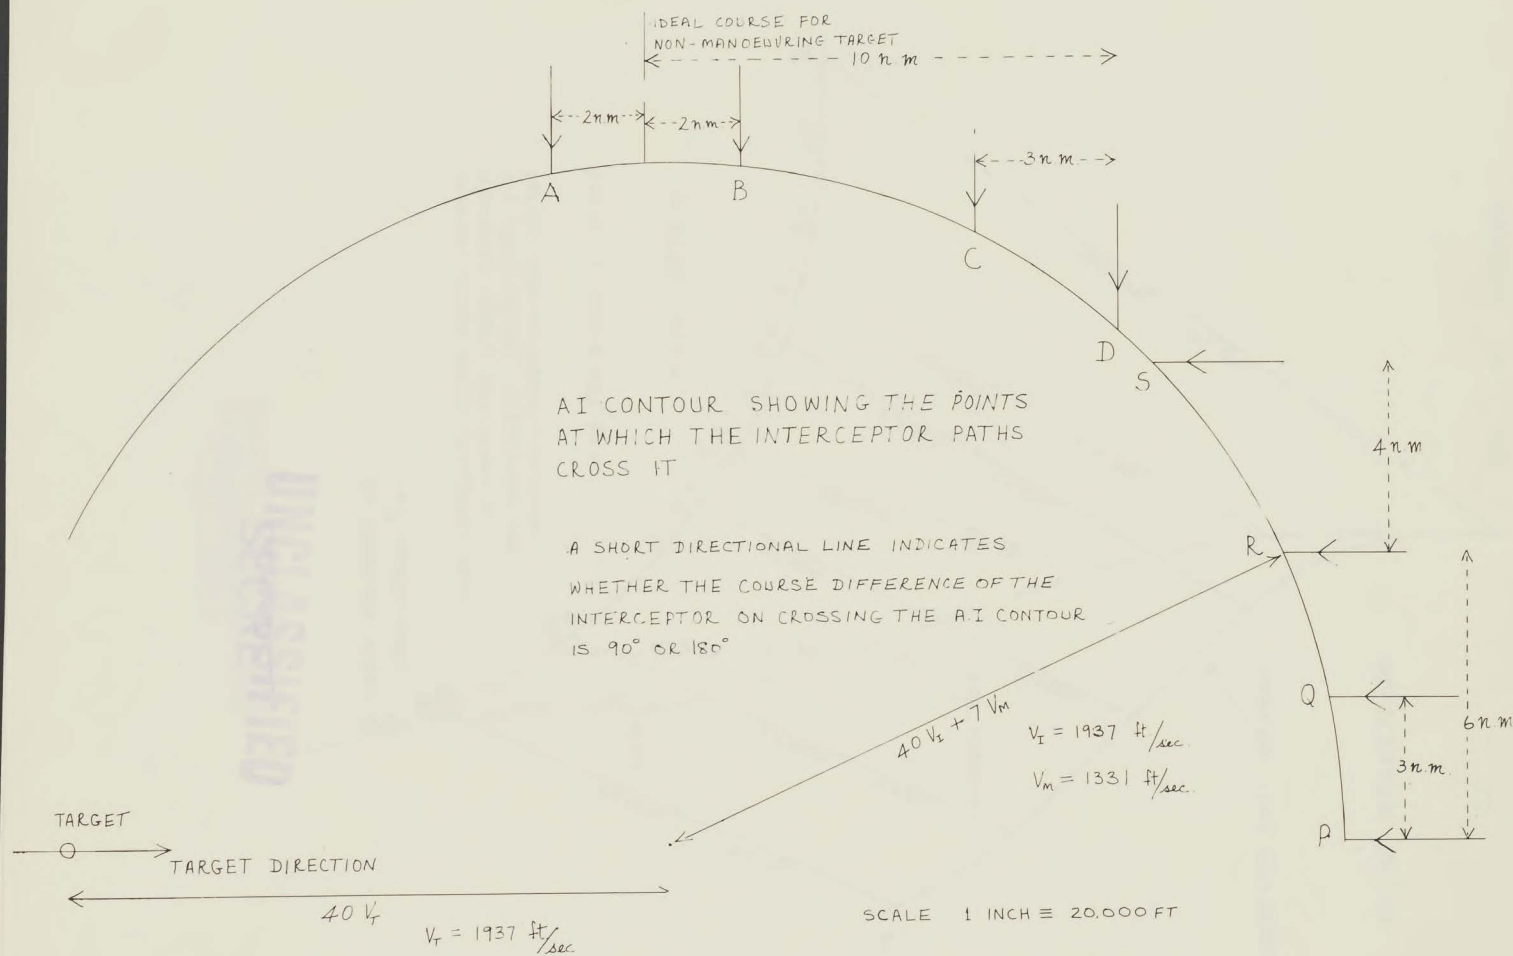 IDEAL COURSE FOR
NON-MANOEUVRING TARGET
10 n.m
2 n.m
2 n.m
3 n.m.
A
B
C
D
S
4 n.m
AI CONTOUR SHOWING THE POINTS
AT WHICH THE INTERCEPTOR PATHS
CROSS IT
A SHORT DIRECTIONAL LINE INDICATES
WHETHER THE COURSE DIFFERENCE OF THE
INTERCEPTOR ON CROSSING THE A.I CONTOUR
IS 90° OR 180°
R
Q
6 n.m
40 V_I + 7 V_M
V_I = 1937 ft/sec.
V_M = 1331 ft/sec.
3 n.m.
P
TARGET
TARGET DIRECTION
40 V_T
V_T = 1937 ft/sec
SCALE 1 INCH ≡ 20.000 FT
UNCLASSIFIED